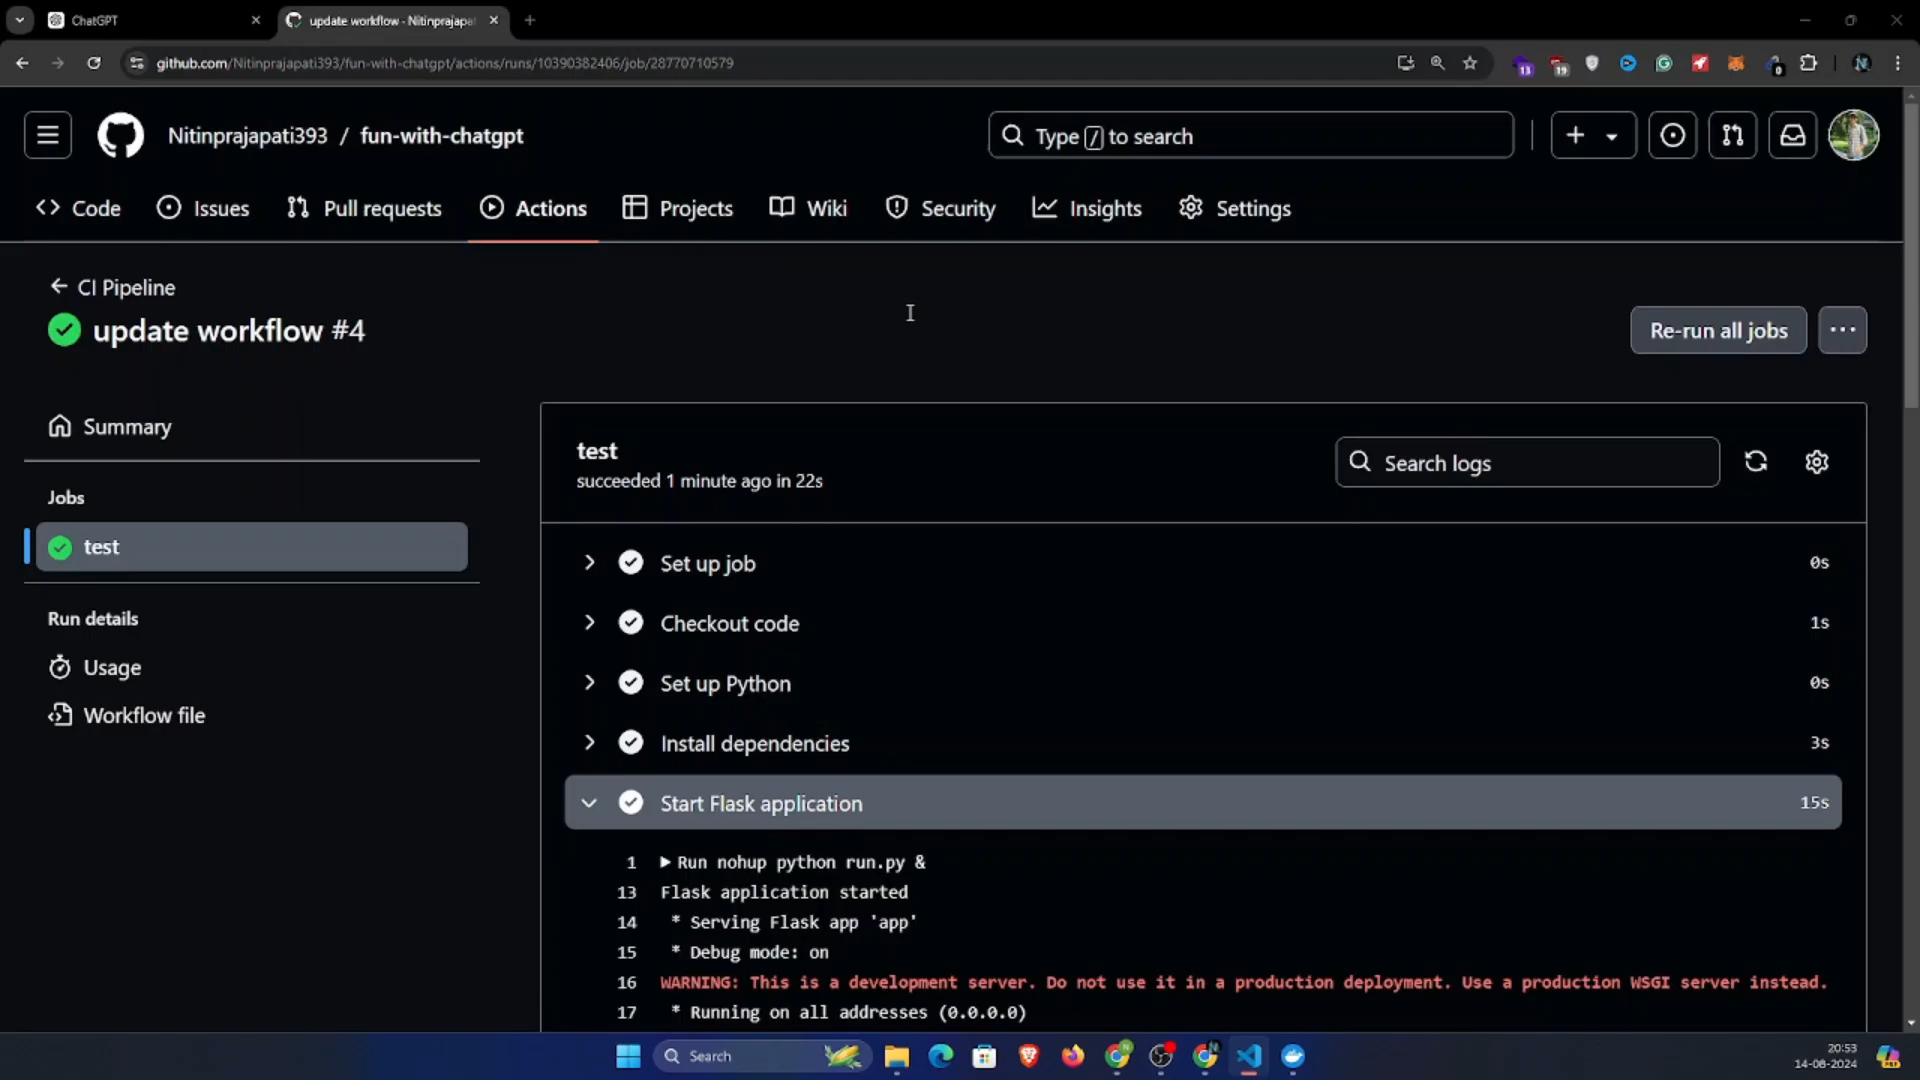 ChatGPT
update workflow · Nitinprajapa
github.com/Nitinprajapati393/fun-with-chatgpt/actions/runs/10390382406/job/28770710579
13
19
0
Nitinprajapati393 / fun-with-chatgpt
Type / to search
Code
Issues
Pull requests
Actions
Projects
Wiki
Security
Insights
Settings
CI Pipeline
update workflow #4
Re-run all jobs
Summary
Jobs
test
Run details
Usage
Workflow file
test
succeeded 1 minute ago in 22s
Search logs
Set up job 0s
Checkout code 1s
Set up Python 0s
Install dependencies 3s
Start Flask application 15s
1 Run nohup python run.py &
13 Flask application started
14 * Serving Flask app 'app'
15 * Debug mode: on
16 WARNING: This is a development server. Do not use it in a production deployment. Use a production WSGI server instead.
17 * Running on all addresses (0.0.0.0)
Search
20:53
14-08-2024